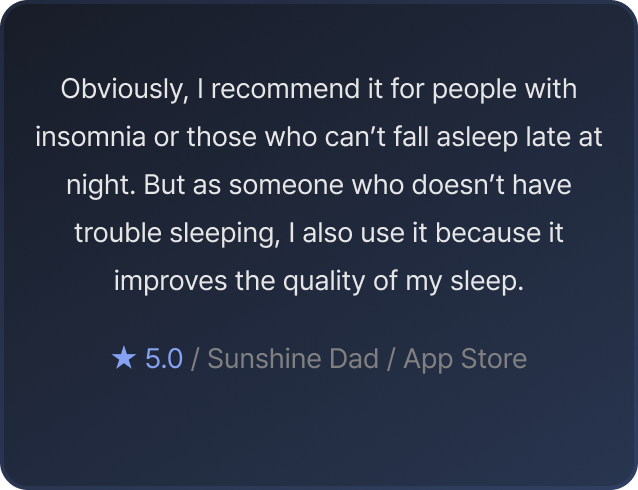 Obviously, I recommend it for people with
insomnia or those who can’t fall asleep late at
night. But as someone who doesn’t have
trouble sleeping, I also use it because it
improves the quality of my sleep.
★ 5.0 / Sunshine Dad / App Store